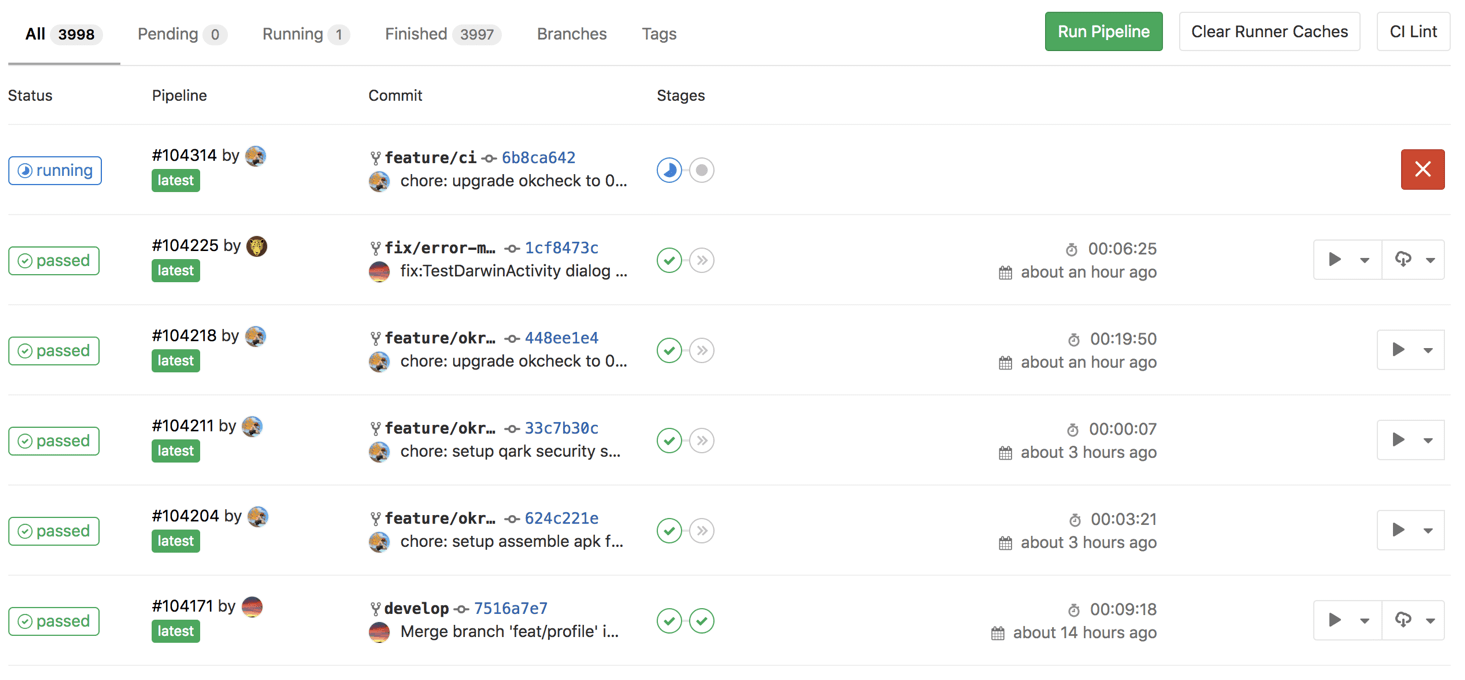 All 3998 Pending 0 Running 1 Finished 3997 Branches Tags Run Pipeline Clear Runner Caches CI Lint
Status Pipeline Commit Stages
running #104314 by latest feature/ci 6b8ca642
chore: upgrade okcheck to 0...
passed #104225 by latest fix/error-m... 1cf8473c 00:06:25
fix:TestDarwinActivity dialog ... about an hour ago
passed #104218 by latest feature/okr... 448ee1e4 00:19:50
chore: upgrade okcheck to 0... about an hour ago
passed #104211 by latest feature/okr... 33c7b30c 00:00:07
chore: setup qark security s... about 3 hours ago
passed #104204 by latest feature/okr... 624c221e 00:03:21
chore: setup assemble apk f... about 3 hours ago
passed #104171 by latest develop 7516a7e7 00:09:18
Merge branch 'feat/profile' i... about 14 hours ago